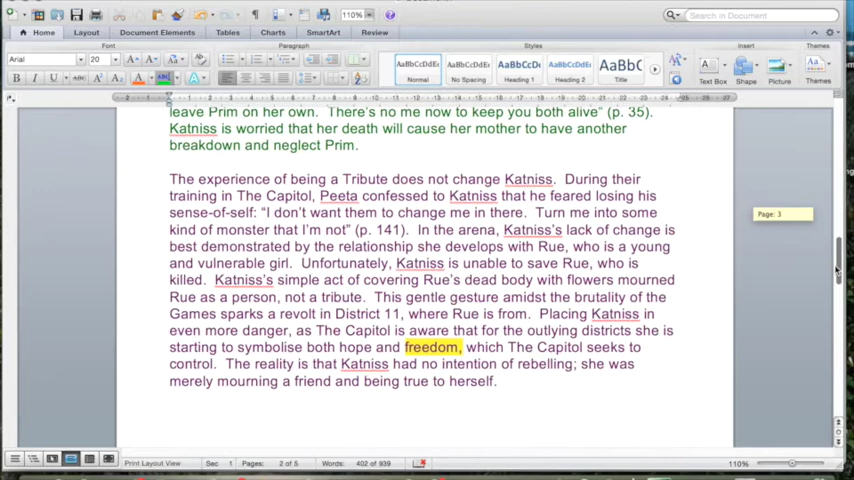 110%
Search in Document
Home Layout Document Elements Tables Charts SmartArt Review
Font Paragraph Styles Insert Themes
Arial 20
AaBbCcDdEe AaBbCcDdEe AaBbCcDd AaBbCcDdEe AaBbC
Normal No Spacing Heading 1 Heading 2 Title Text Box Shape Picture Themes
leave Prim on her own. There's no me now to keep you both alive” (p. 35).
Katniss is worried that her death will cause her mother to have another
breakdown and neglect Prim.
The experience of being a Tribute does not change Katniss. During their
training in The Capitol, Peeta confessed to Katniss that he feared losing his
sense-of-self: “I don't want them to change me in there. Turn me into some
kind of monster that I'm not” (p. 141). In the arena, Katniss's lack of change is
best demonstrated by the relationship she develops with Rue, who is a young
and vulnerable girl. Unfortunately, Katniss is unable to save Rue, who is
killed. Katniss's simple act of covering Rue's dead body with flowers mourned
Rue as a person, not a tribute. This gentle gesture amidst the brutality of the
Games sparks a revolt in District 11, where Rue is from. Placing Katniss in
even more danger, as The Capitol is aware that for the outlying districts she is
starting to symbolise both hope and freedom, which The Capitol seeks to
control. The reality is that Katniss had no intention of rebelling; she was
merely mourning a friend and being true to herself.
Page: 3
Print Layout View Sec 1 Pages: 2 of 5 Words: 402 of 939 110%